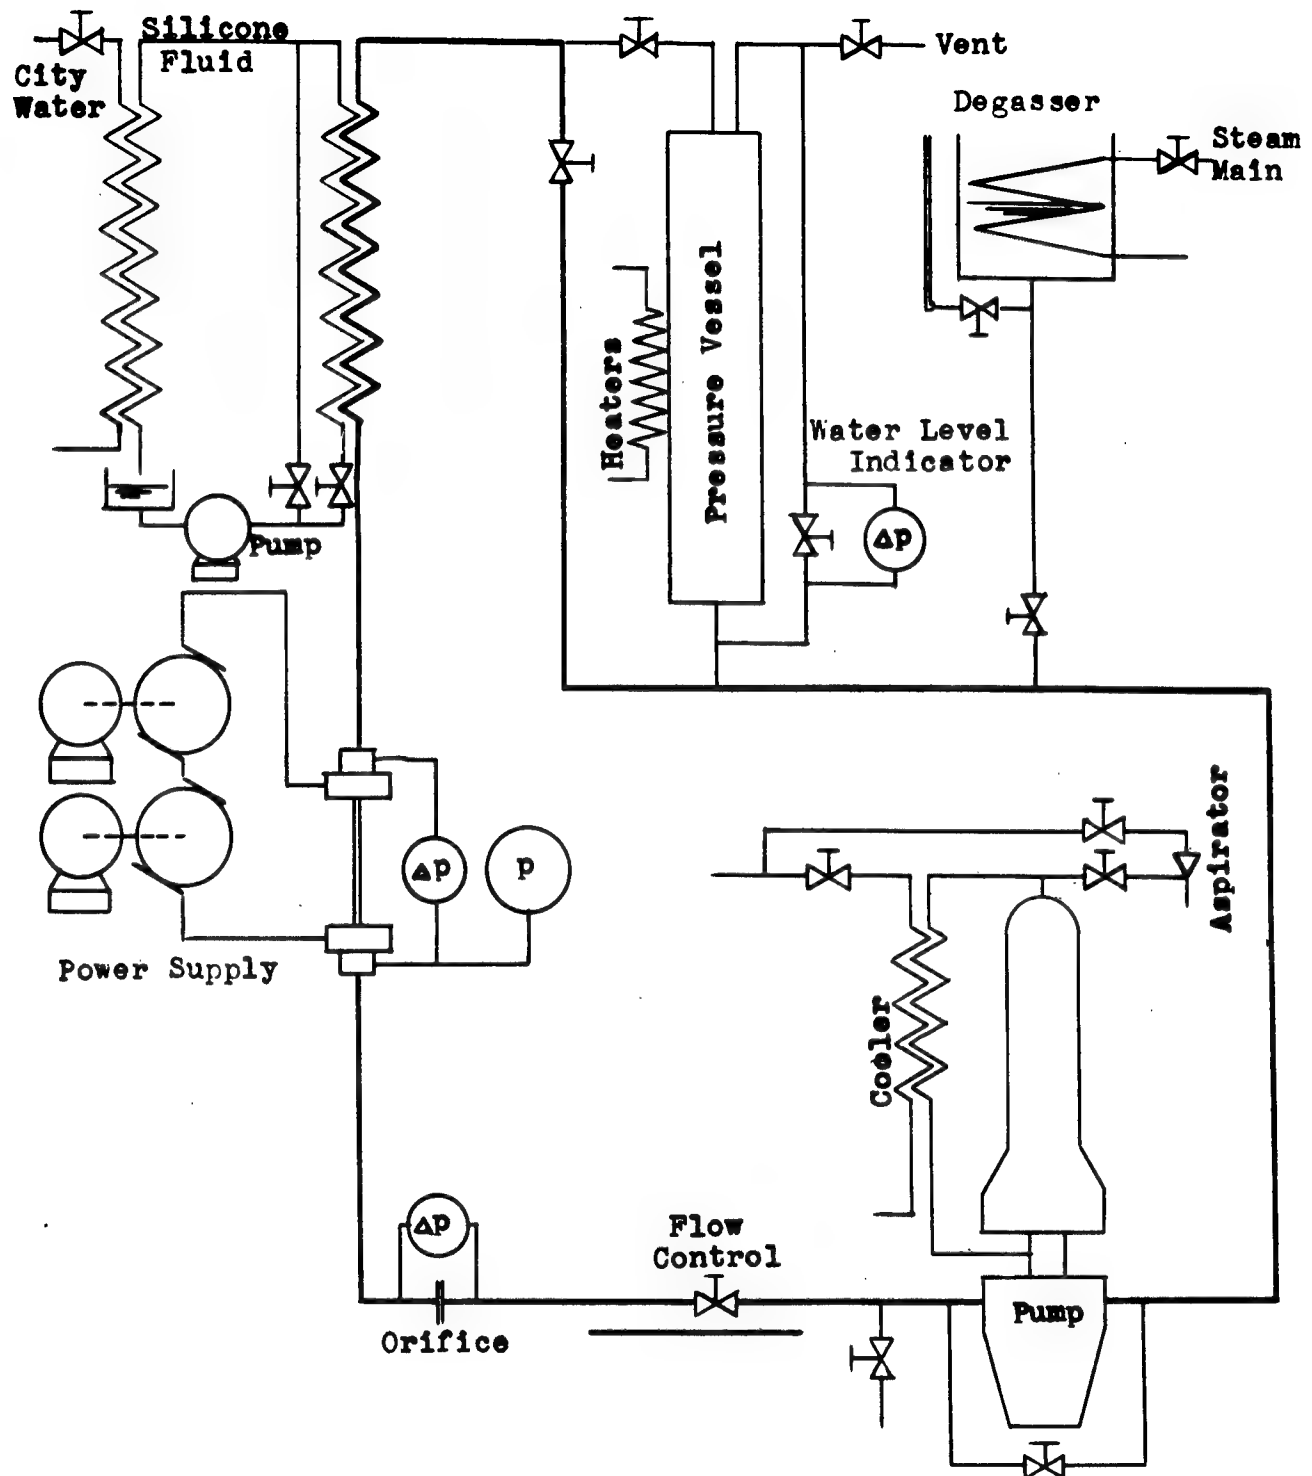 Silicone
Fluid
City
Water
Vent
Degasser
Steam
Main
Heaters
Pressure Vessel
Water Level
Indicator
Δp
Pump
Δp
p
Power Supply
Aspirator
Cooler
Δp
Flow
Control
Orifice
Pump